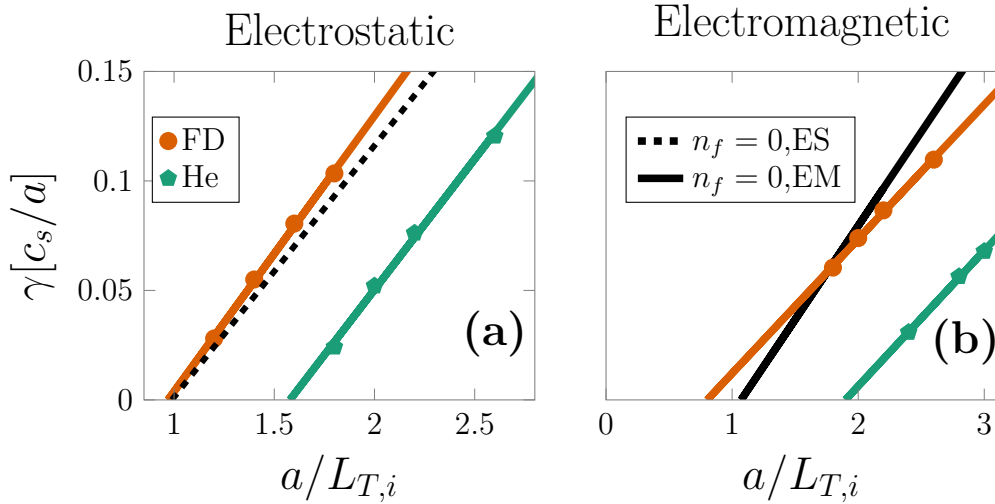 Electrostatic
Electromagnetic
0.15
0.1
0.05
0
γ[c_s/a]
FD
He
n_f = 0,ES
n_f = 0,EM
(a)
(b)
1
1.5
2
2.5
0
1
2
3
a/L_{T,i}
a/L_{T,i}